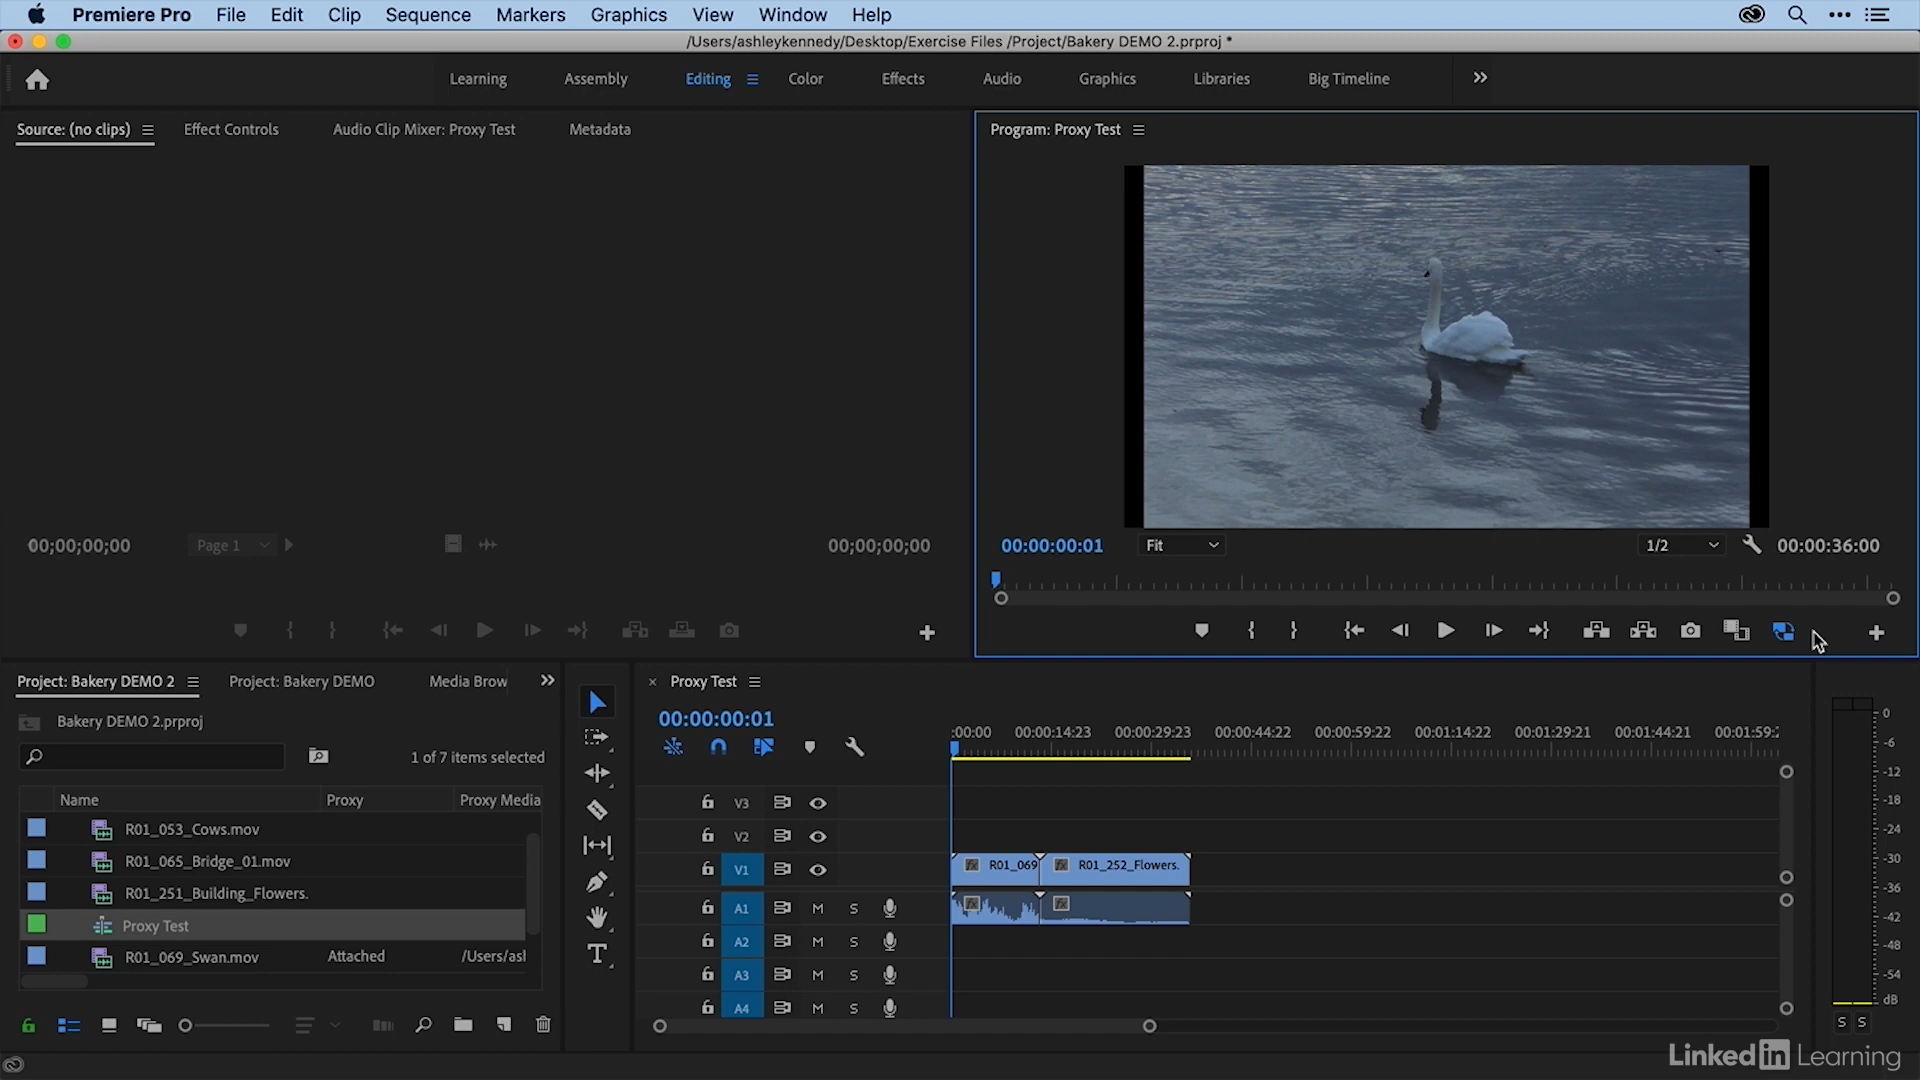 Premiere Pro File Edit Clip Sequence Markers Graphics View Window Help
/Users/ashleykennedy/Desktop/Exercise Files /Project/Bakery DEMO 2.prproj *
Learning Assembly Editing Color Effects Audio Graphics Libraries Big Timeline
Source: (no clips) Effect Controls Audio Clip Mixer: Proxy Test Metadata
Program: Proxy Test
00;00;00;00 Page 1 00;00;00;00
00:00:00:01 Fit 1/2 00:00:36:00
Project: Bakery DEMO 2 Project: Bakery DEMO Media Brow
Bakery DEMO 2.prproj
1 of 7 items selected
Name Proxy Proxy Media
R01_053_Cows.mov
R01_065_Bridge_01.mov
R01_251_Building_Flowers.
Proxy Test
R01_069_Swan.mov Attached /Users/asl
Proxy Test
00:00:00:01
:00:00 00:00:14:23 00:00:29:23 00:00:44:22 00:00:59:22 00:01:14:22 00:01:29:21 00:01:44:21 00:01:59:2
V3
V2
V1 fx R01_069 fx R01_252_Flowers.
A1 M S fx fx
A2 M S
A3 M S
A4 M S
0
-6
-12
-18
-24
-30
-36
-42
-48
-54
dB
S S
LinkedIn Learning